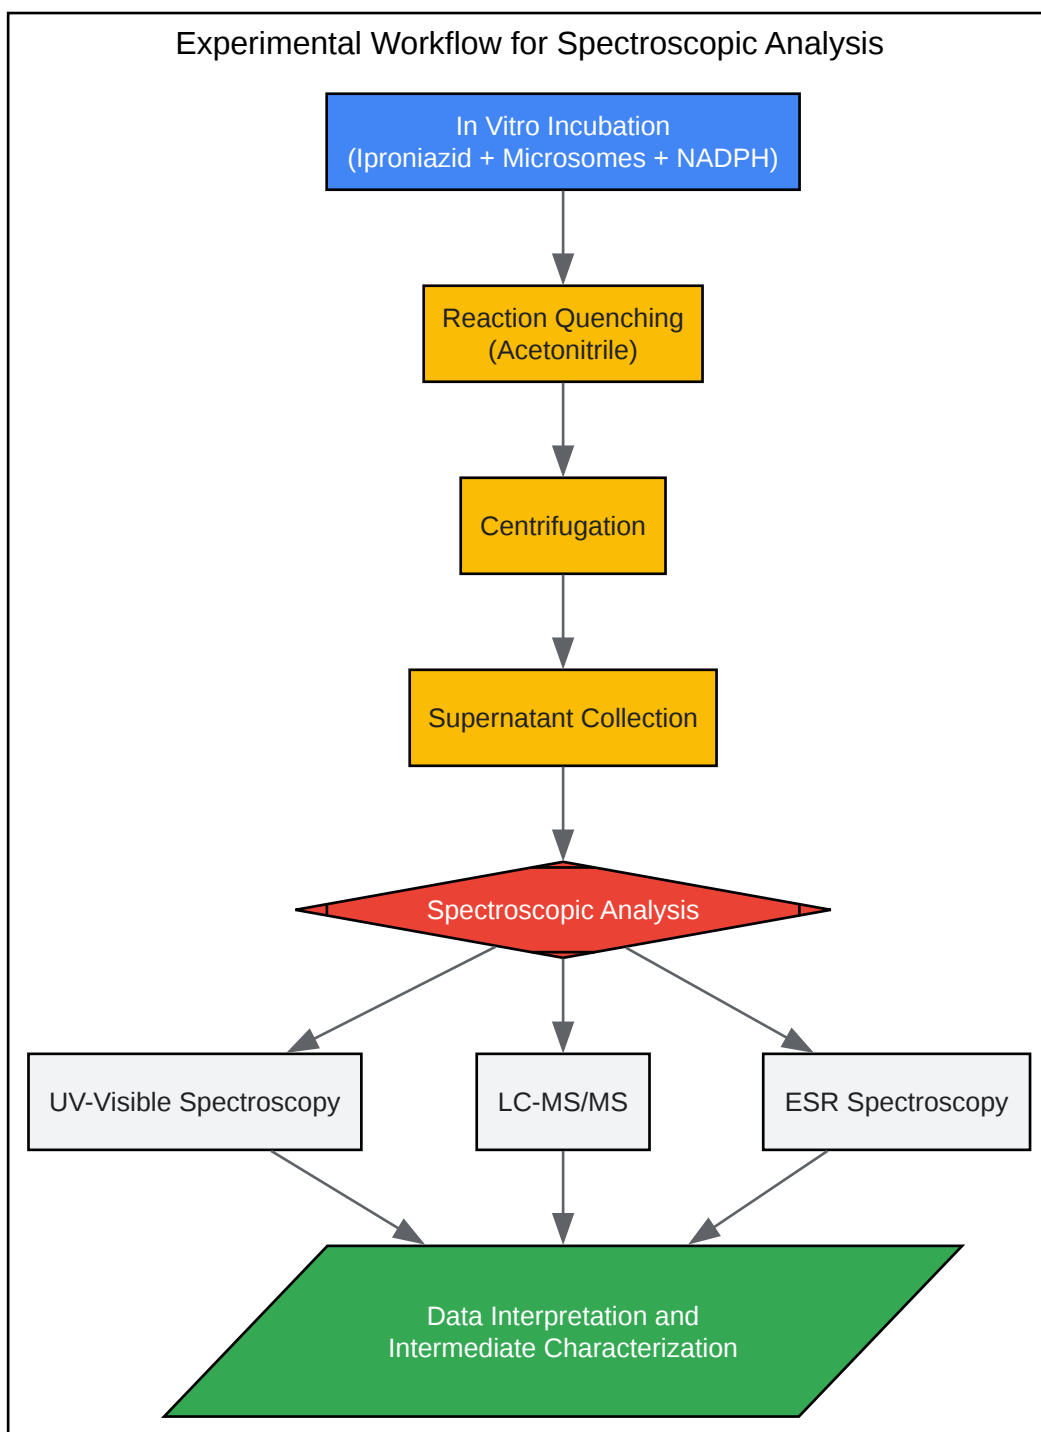 Experimental Workflow for Spectroscopic Analysis
In Vitro Incubation
(Iproniazid + Microsomes + NADPH)
Reaction Quenching
(Acetonitrile)
Centrifugation
Supernatant Collection
Spectroscopic Analysis
UV-Visible Spectroscopy
LC-MS/MS
ESR Spectroscopy
Data Interpretation and
Intermediate Characterization